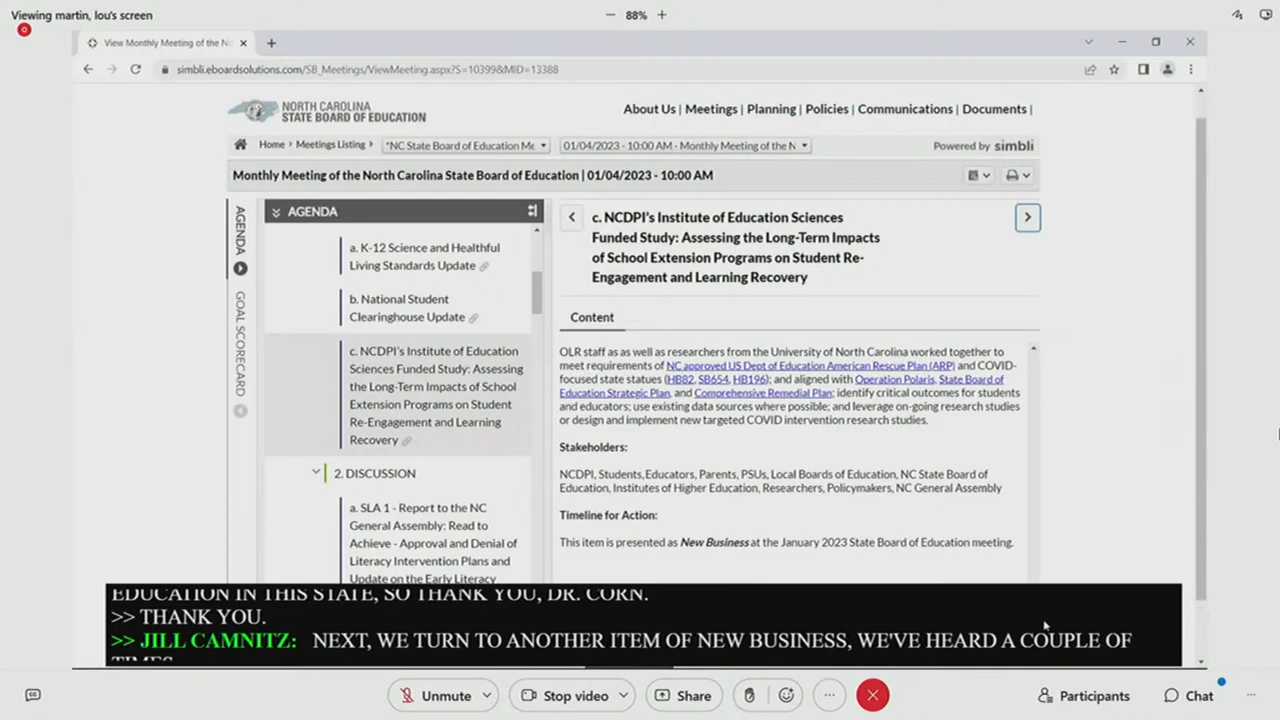 Viewing martin, lou's screen
88%
View Monthly Meeting of the No
simbli.eboardsolutions.com/SB_Meetings/ViewMeeting.aspx?S=10399&MID=13388
NORTH CAROLINA
STATE BOARD OF EDUCATION
About Us | Meetings | Planning | Policies | Communications | Documents |
Home › Meetings Listing › *NC State Board of Education Me 01/04/2023 - 10:00 AM - Monthly Meeting of the N Powered by simbli
Monthly Meeting of the North Carolina State Board of Education | 01/04/2023 - 10:00 AM
AGENDA
GOAL SCORECARD
AGENDA
a. K-12 Science and Healthful
Living Standards Update
b. National Student
Clearinghouse Update
c. NCDPI's Institute of Education
Sciences Funded Study: Assessing
the Long-Term Impacts of School
Extension Programs on Student
Re-Engagement and Learning
Recovery
2. DISCUSSION
a. SLA 1 - Report to the NC
General Assembly: Read to
Achieve - Approval and Denial of
Literacy Intervention Plans and
Update on the Early Literacy
c. NCDPI's Institute of Education Sciences
Funded Study: Assessing the Long-Term Impacts
of School Extension Programs on Student Re-
Engagement and Learning Recovery
Content
OLR staff as as well as researchers from the University of North Carolina worked together to
meet requirements of NC approved US Dept of Education American Rescue Plan (ARP) and COVID-
focused state statues (HB82, SB654, HB196); and aligned with Operation Polaris, State Board of
Education Strategic Plan, and Comprehensive Remedial Plan; identify critical outcomes for students
and educators; use existing data sources where possible; and leverage on-going research studies
or design and implement new targeted COVID intervention research studies.
Stakeholders:
NCDPI, Students, Educators, Parents, PSUs, Local Boards of Education, NC State Board of
Education, Institutes of Higher Education, Researchers, Policymakers, NC General Assembly
Timeline for Action:
This item is presented as New Business at the January 2023 State Board of Education meeting.
EDUCATION IN THIS STATE, SO THANK YOU, DR. CORN.
>> THANK YOU.
>> JILL CAMNITZ: NEXT, WE TURN TO ANOTHER ITEM OF NEW BUSINESS, WE'VE HEARD A COUPLE OF
TIMES
Unmute Stop video Share Participants Chat